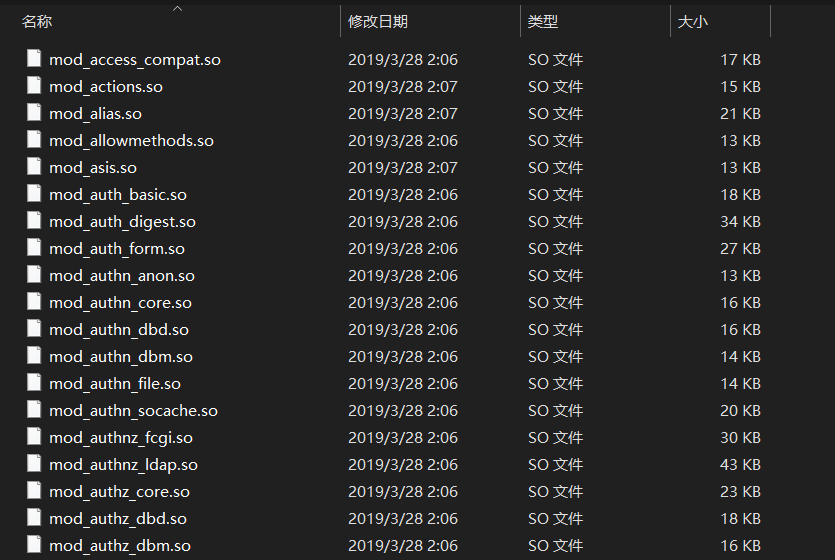 名称 修改日期 类型 大小
mod_access_compat.so 2019/3/28 2:06 SO 文件 17 KB
mod_actions.so 2019/3/28 2:07 SO 文件 15 KB
mod_alias.so 2019/3/28 2:07 SO 文件 21 KB
mod_allowmethods.so 2019/3/28 2:06 SO 文件 13 KB
mod_asis.so 2019/3/28 2:07 SO 文件 13 KB
mod_auth_basic.so 2019/3/28 2:06 SO 文件 18 KB
mod_auth_digest.so 2019/3/28 2:06 SO 文件 34 KB
mod_auth_form.so 2019/3/28 2:06 SO 文件 27 KB
mod_authn_anon.so 2019/3/28 2:06 SO 文件 13 KB
mod_authn_core.so 2019/3/28 2:06 SO 文件 16 KB
mod_authn_dbd.so 2019/3/28 2:06 SO 文件 16 KB
mod_authn_dbm.so 2019/3/28 2:06 SO 文件 14 KB
mod_authn_file.so 2019/3/28 2:06 SO 文件 14 KB
mod_authn_socache.so 2019/3/28 2:06 SO 文件 20 KB
mod_authnz_fcgi.so 2019/3/28 2:06 SO 文件 30 KB
mod_authnz_ldap.so 2019/3/28 2:06 SO 文件 43 KB
mod_authz_core.so 2019/3/28 2:06 SO 文件 23 KB
mod_authz_dbd.so 2019/3/28 2:06 SO 文件 18 KB
mod_authz_dbm.so 2019/3/28 2:06 SO 文件 16 KB